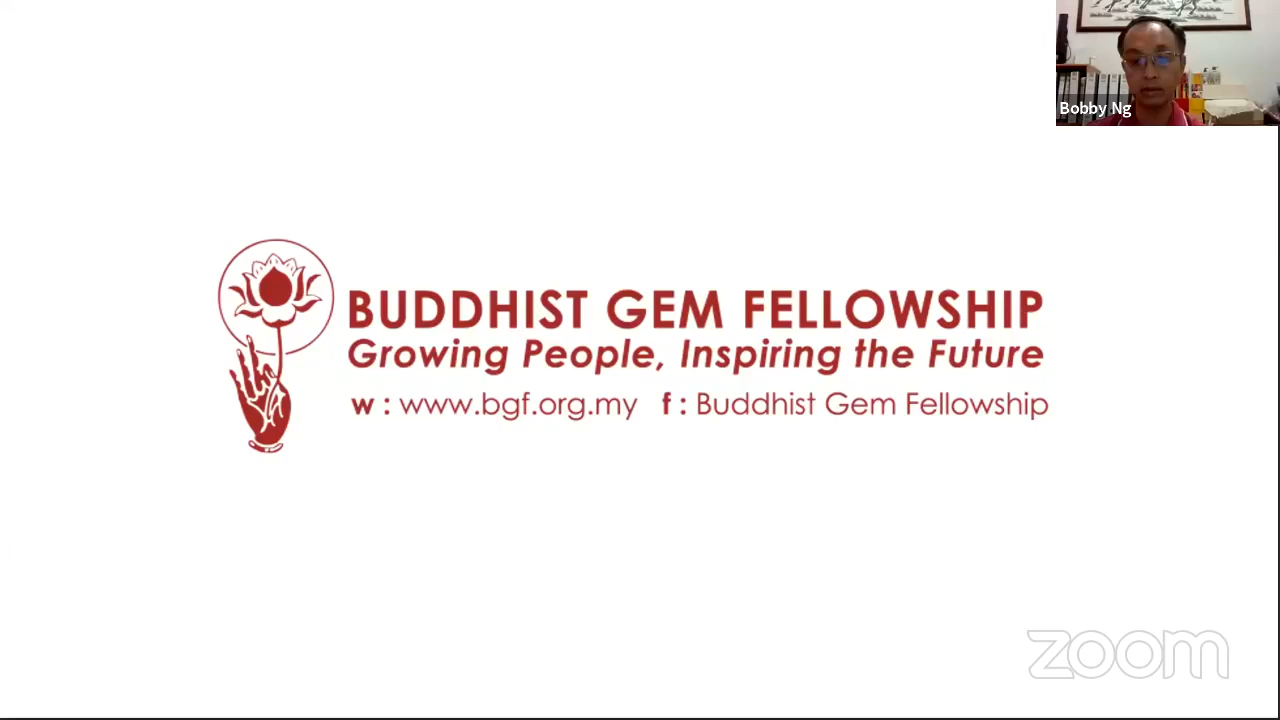 Bobby Ng
BUDDHIST GEM FELLOWSHIP
Growing People, Inspiring the Future
w : www.bgf.org.my f : Buddhist Gem Fellowship
zoom